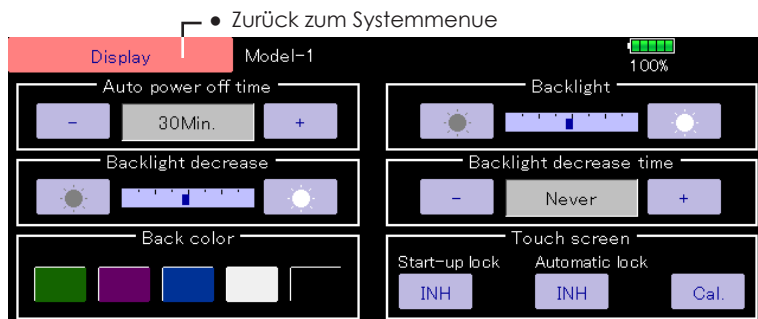 ● Zurück zum Systemmenue
Display Model-1
100%
Auto power off time Backlight
- 30Min. +
Backlight decrease Backlight decrease time
- Never +
Back color Touch screen
Start-up lock Automatic lock
INH INH Cal.